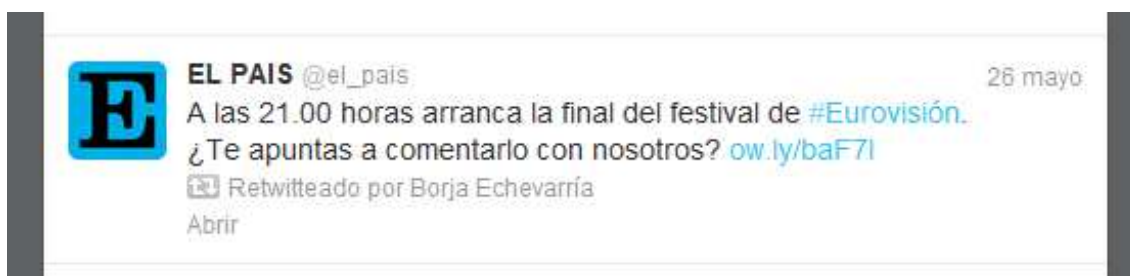 E
EL PAIS @el_pais 26 mayo
A las 21.00 horas arranca la final del festival de #Eurovisión.
¿Te apuntas a comentarlo con nosotros? ow.ly/baF7l
Retwitteado por Borja Echevarría
Abrir